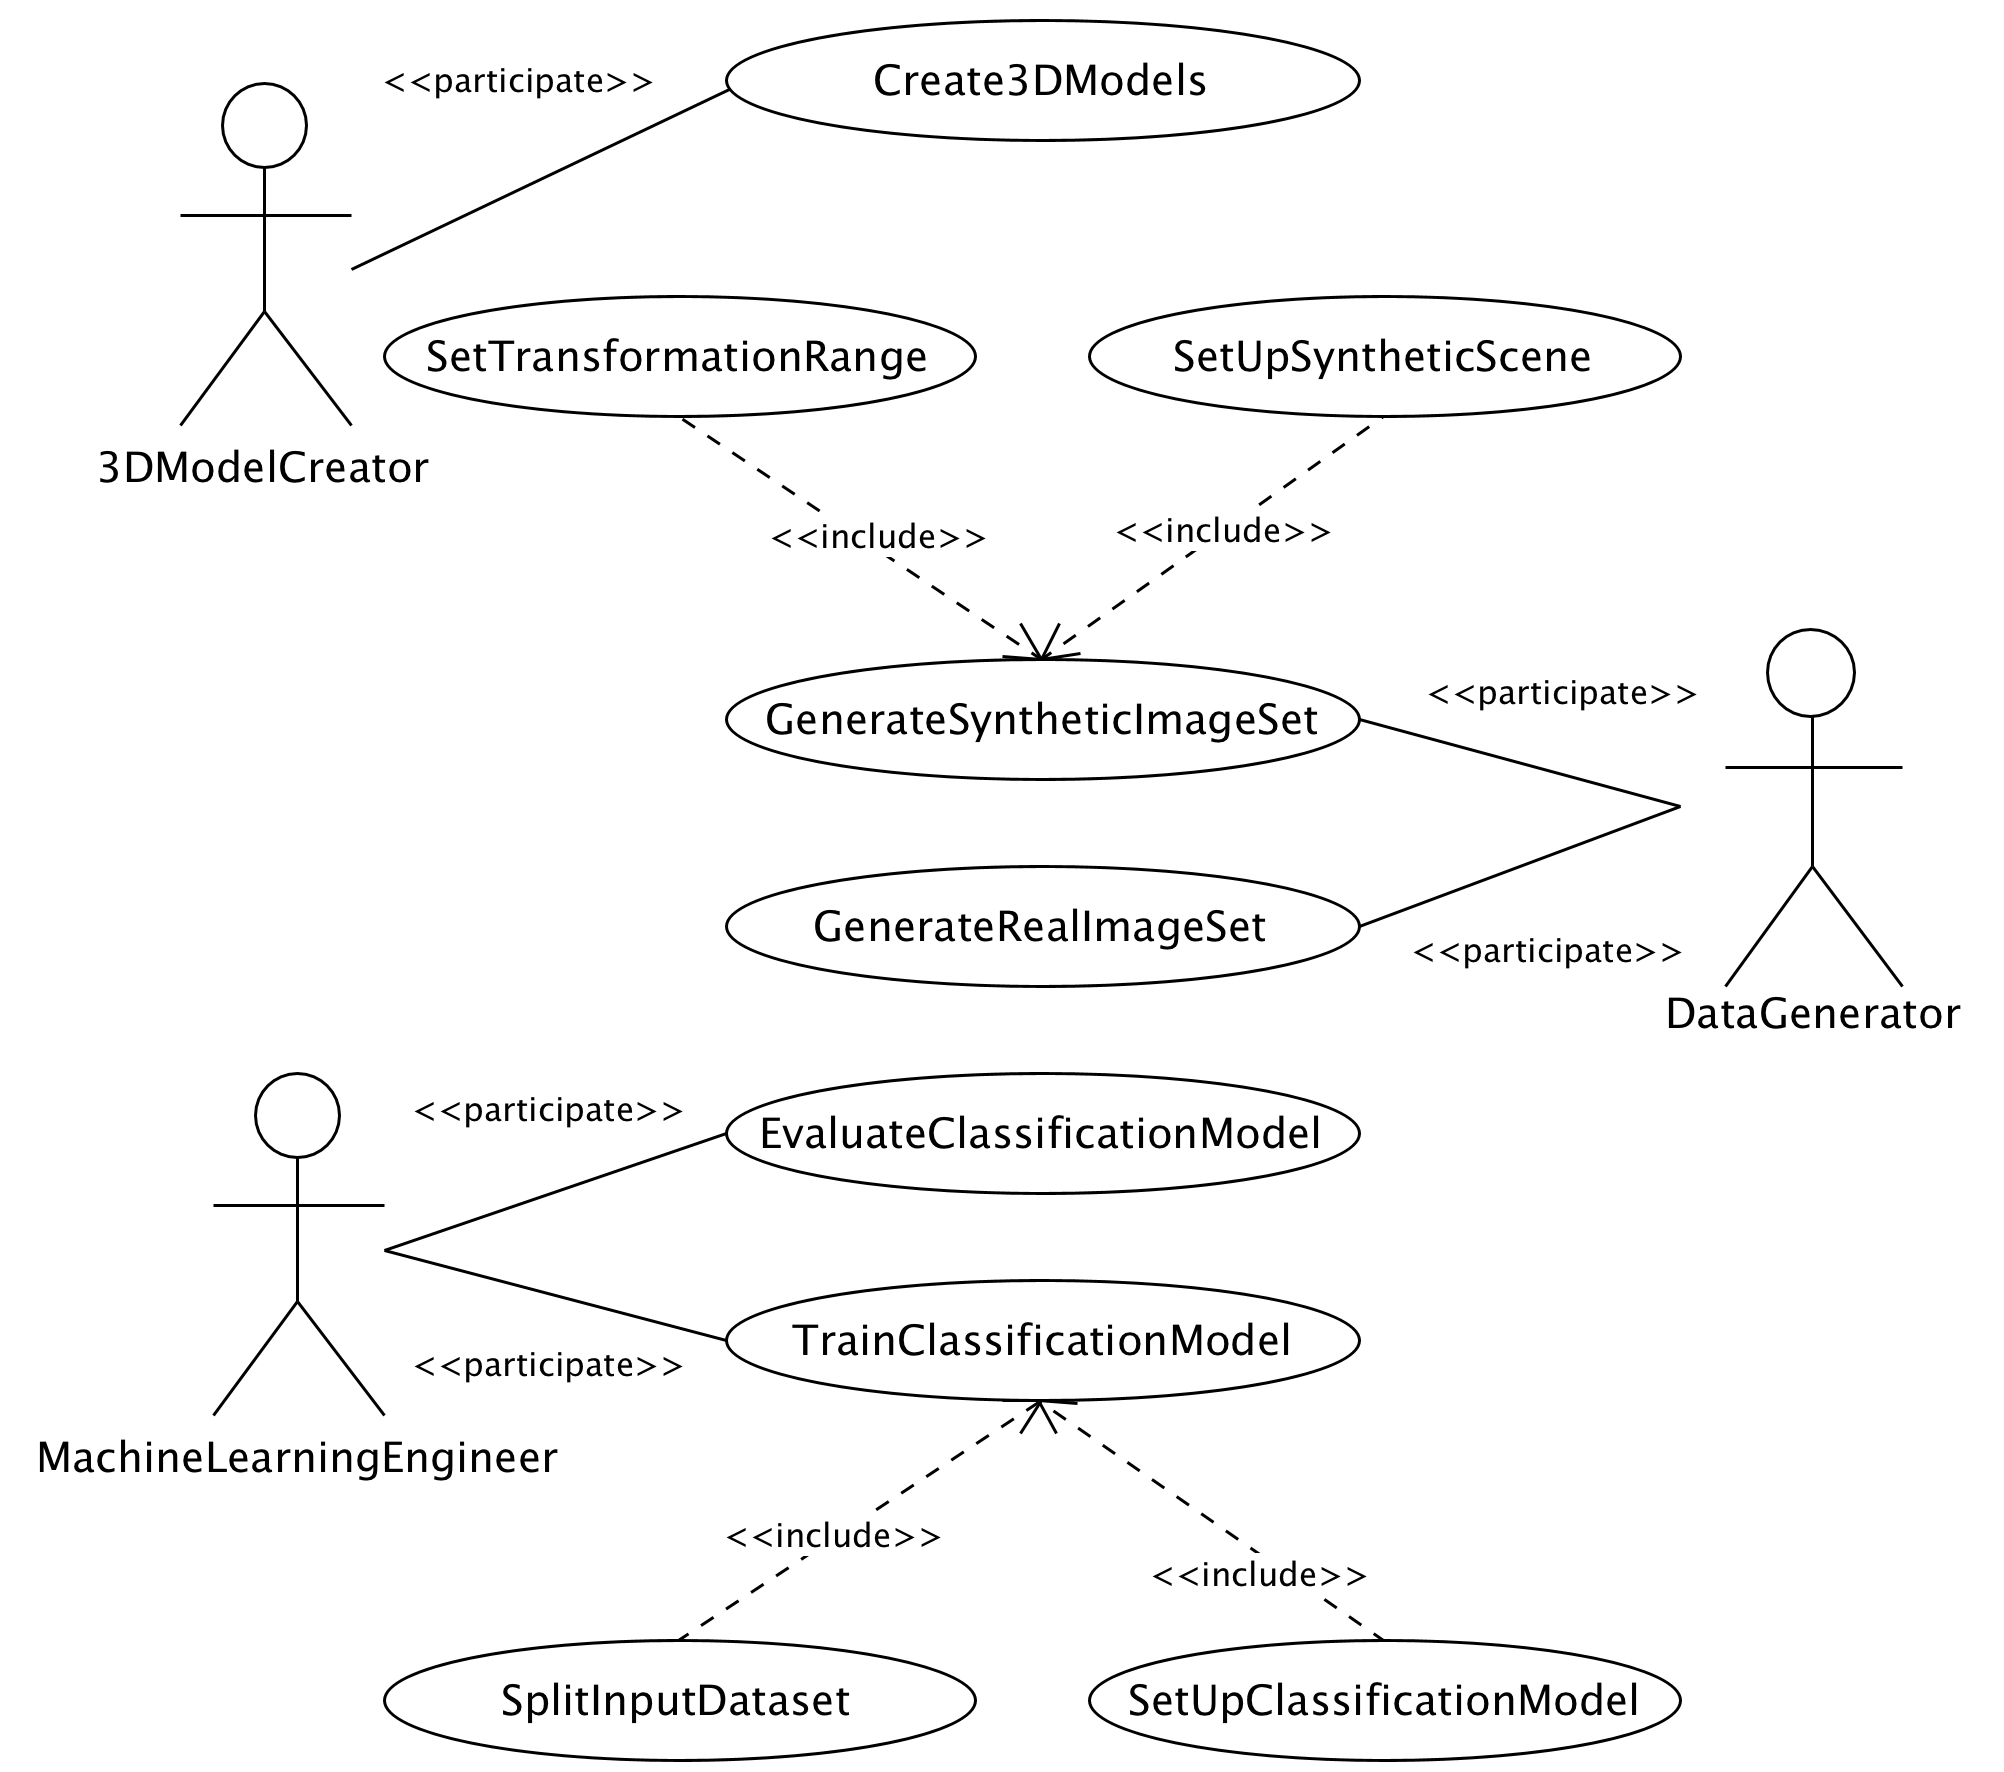 <<participate>>
Create3DModels
3DModelCreator
SetTransformationRange
SetUpSyntheticScene
<<include>>
<<include>>
GenerateSyntheticImageSet
<<participate>>
GenerateRealImageSet
<<participate>>
DataGenerator
<<participate>>
EvaluateClassificationModel
TrainClassificationModel
<<participate>>
MachineLearningEngineer
<<include>>
<<include>>
SplitInputDataset
SetUpClassificationModel